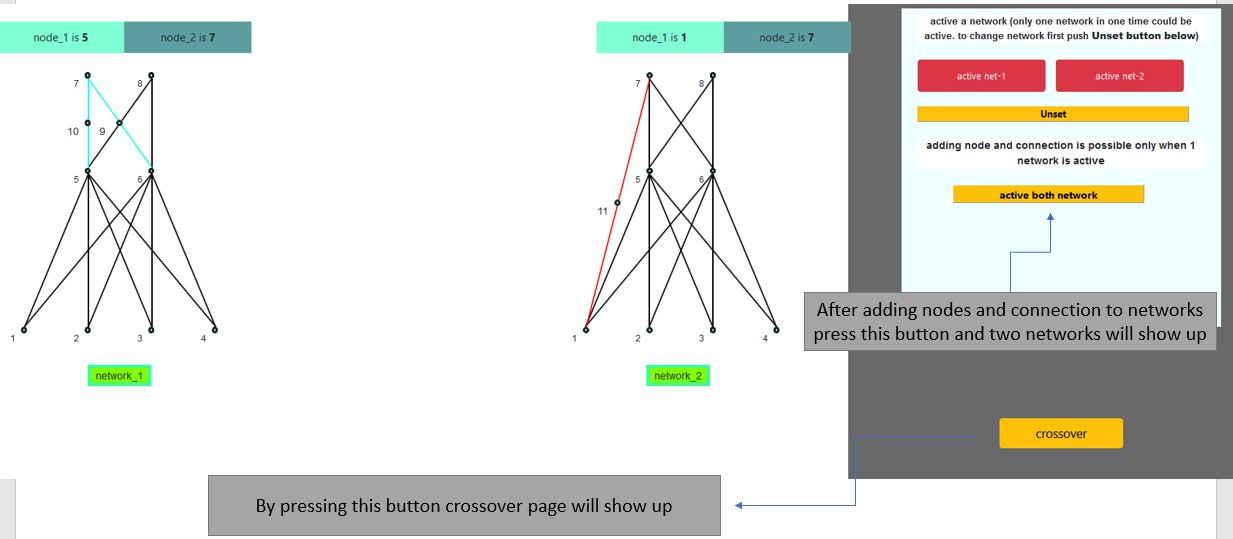 node_1 is 5
node_2 is 7
7
8
10
9
5
6
1
2
3
4
network_1
node_1 is 1
node_2 is 7
7
8
5
6
11
1
2
3
4
network_2
active a network (only one network in one time could be
active. to change network first push Unset button below)
active net-1
active net-2
Unset
adding node and connection is possible only when 1
network is active
active both network
After adding nodes and connection to networks
press this button and two networks will show up
crossover
By pressing this button crossover page will show up